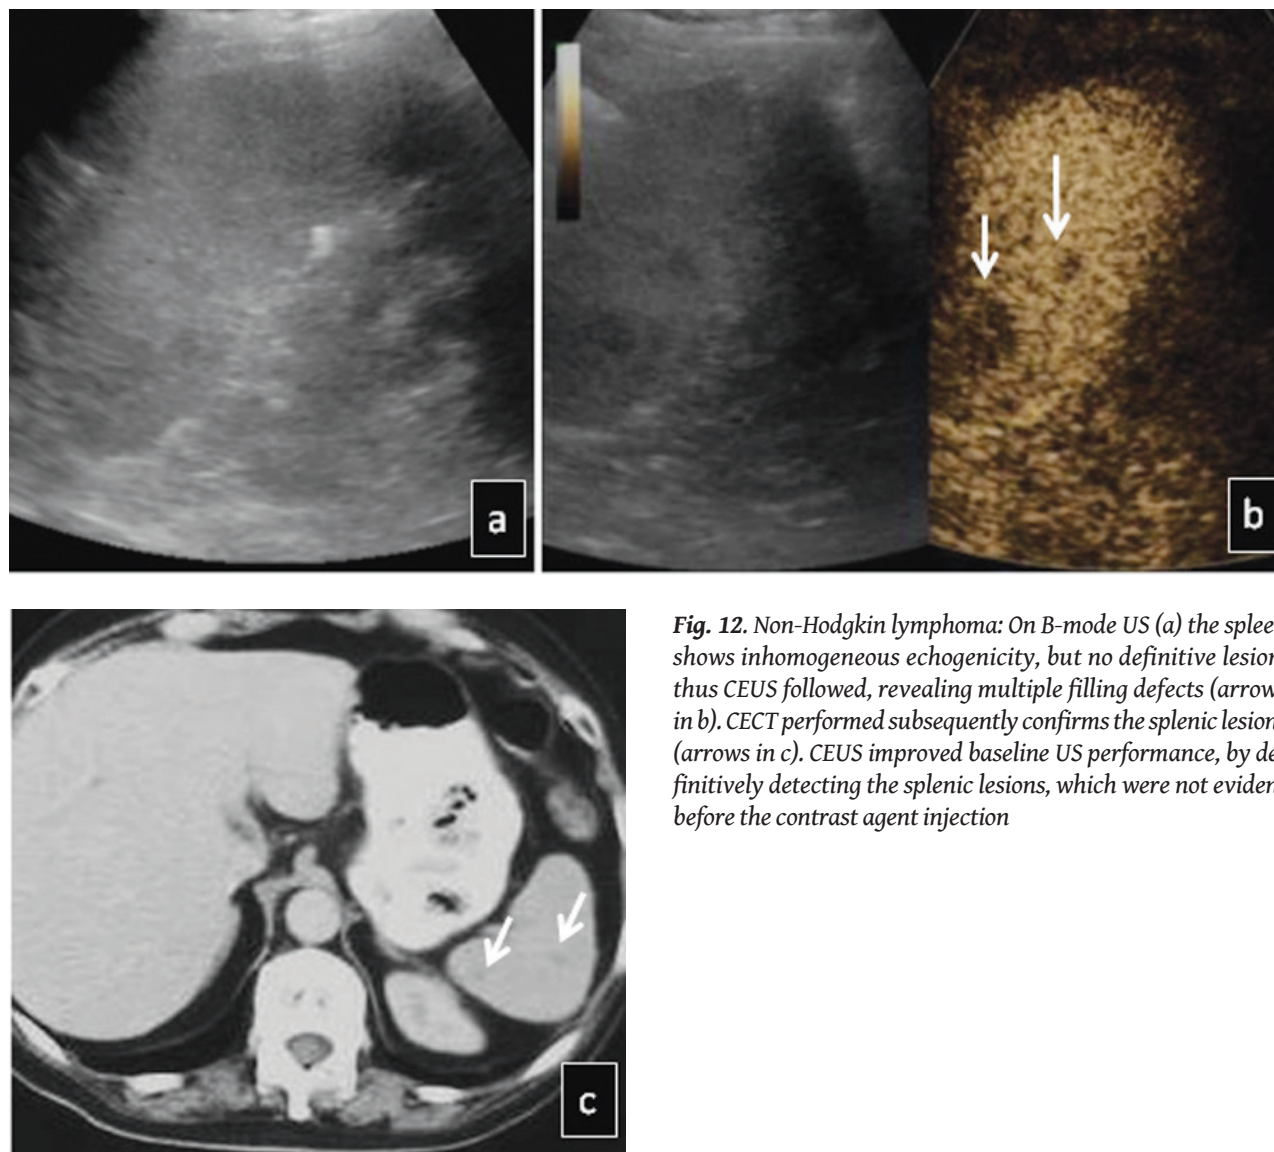 a
b
c
Fig. 12. Non-Hodgkin lymphoma: On B-mode US (a) the splee
shows inhomogeneous echogenicity, but no definitive lesion
thus CEUS followed, revealing multiple filling defects (arrow
in b). CECT performed subsequently confirms the splenic lesion
(arrows in c). CEUS improved baseline US performance, by de
finitively detecting the splenic lesions, which were not eviden
before the contrast agent injection